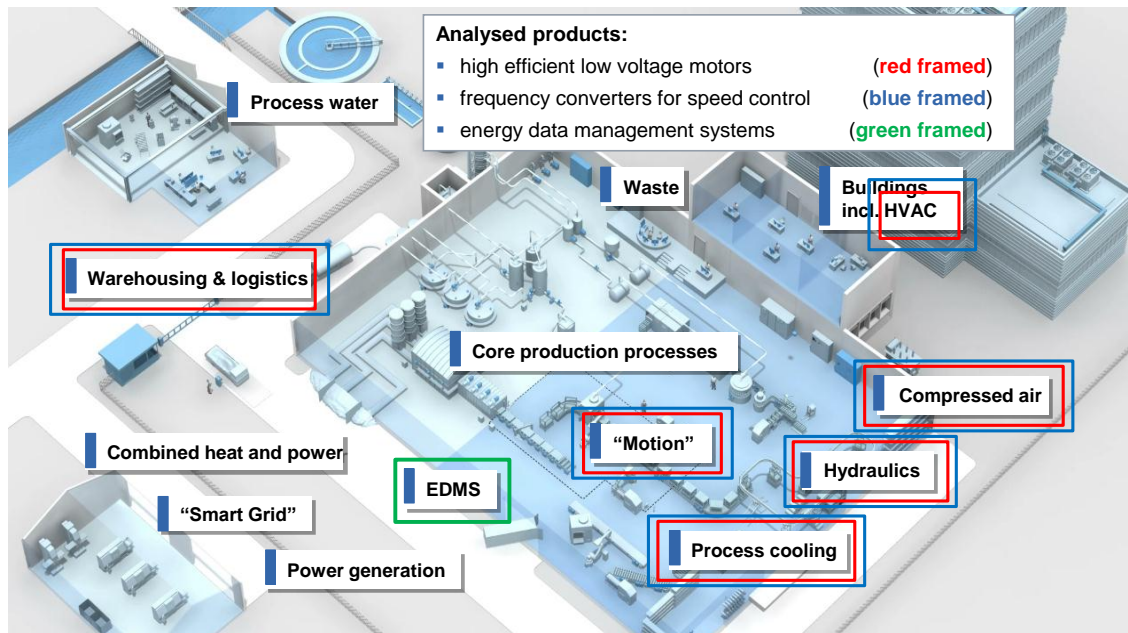 Analysed products:
▪ high efficient low voltage motors (red framed)
▪ frequency converters for speed control (blue framed)
▪ energy data management systems (green framed)
Process water
Waste
Buildings
incl. HVAC
Warehousing & logistics
Core production processes
Compressed air
“Motion”
Combined heat and power
Hydraulics
EDMS
“Smart Grid”
Process cooling
Power generation